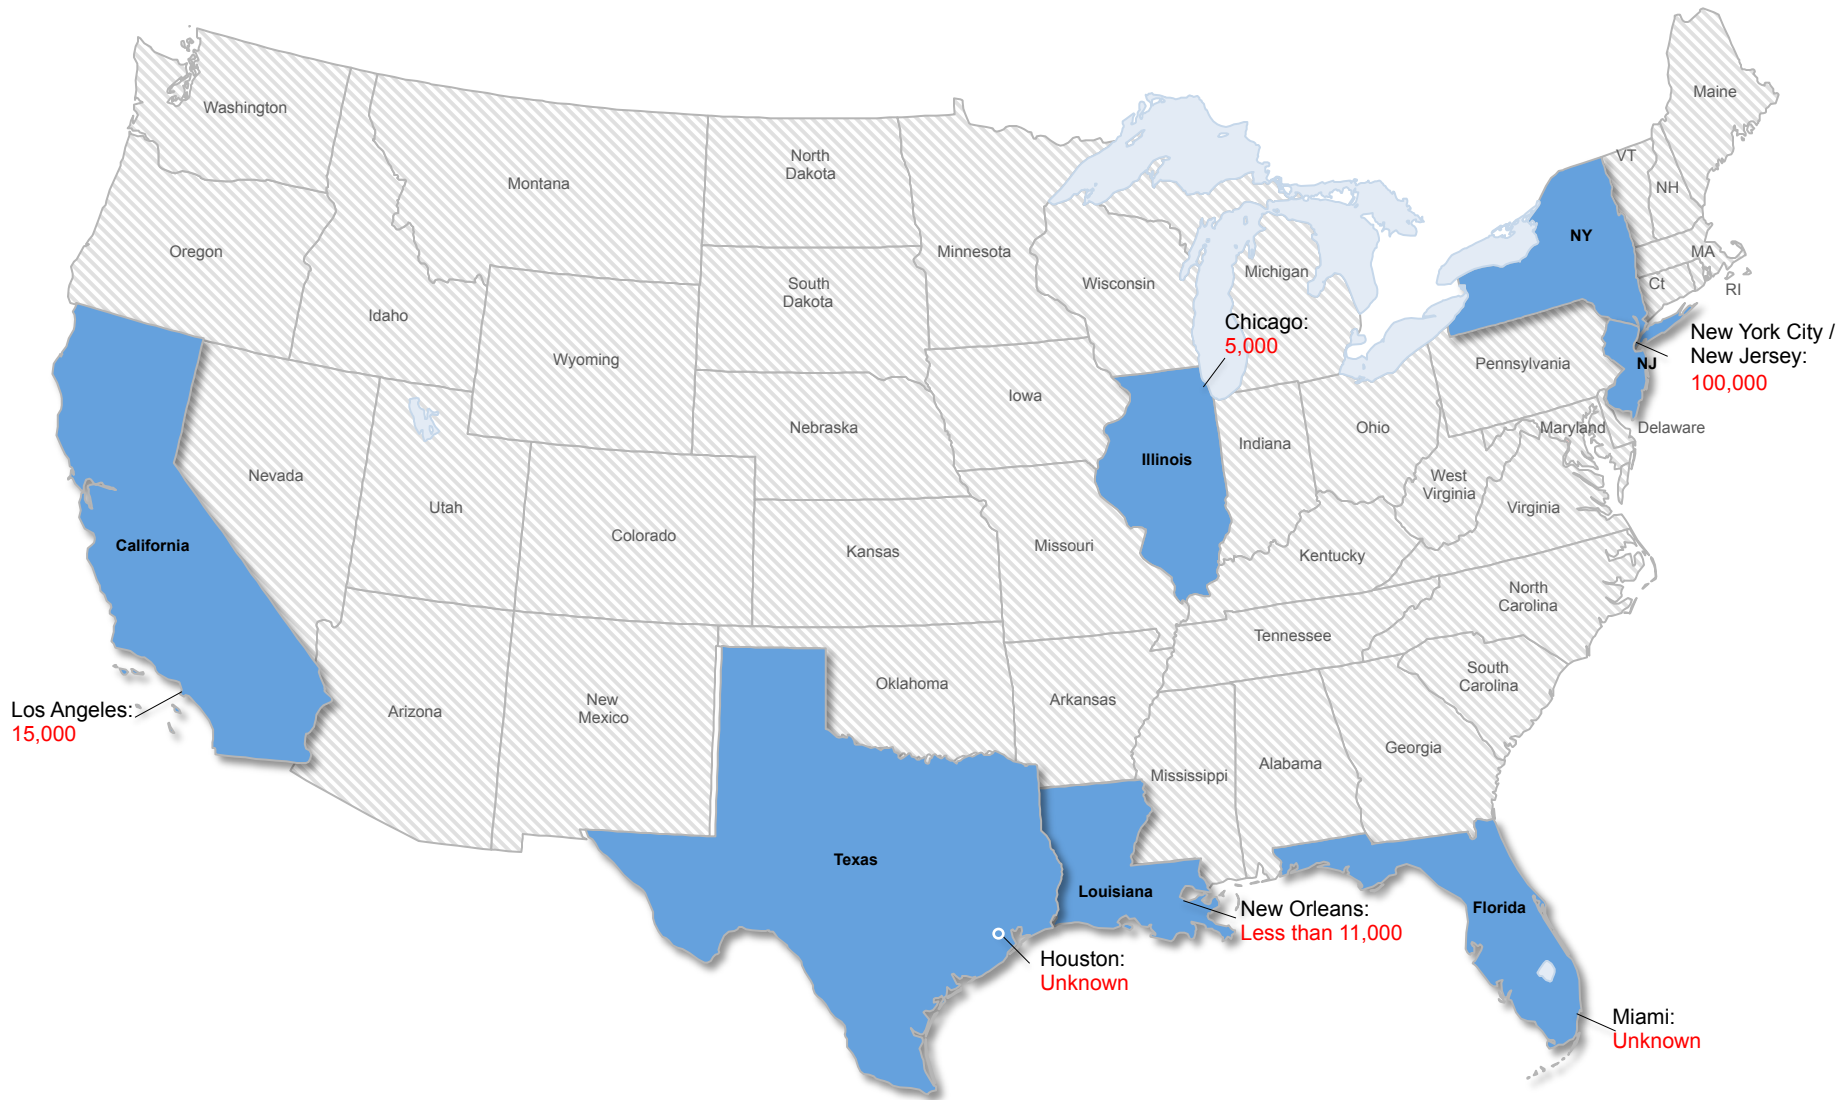 Maine
Washington
VT
North
Dakota
Montana
NH
NY
Oregon
Minnesota
MA
Michigan
Wisconsin
South
Dakota
Ct
RI
Idaho
Chicago:
5,000
New York City /
New Jersey:
100,000
Wyoming
Pennsylvania
NJ
Iowa
Nebraska
Ohio
Maryland
Delaware
Indiana
Illinois
Nevada
West
Virginia
Utah
Virginia
Colorado
California
Missouri
Kansas
Kentucky
North
Carolina
Tennessee
South
Carolina
Oklahoma
Arkansas
New
Mexico
Arizona
Los Angeles:
15,000
Georgia
Alabama
Mississippi
Texas
Louisiana
Florida
New Orleans:
Less than 11,000
Houston:
Unknown
Miami:
Unknown